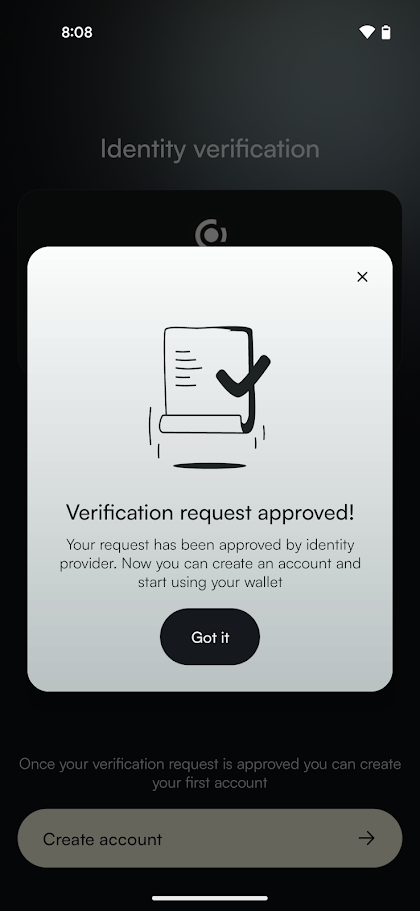 8:08
Identity verification
Verification request approved!
Your request has been approved by identity
provider. Now you can create an account and
start using your wallet
Got it
Once your verification request is approved you can create
your first account
Create account